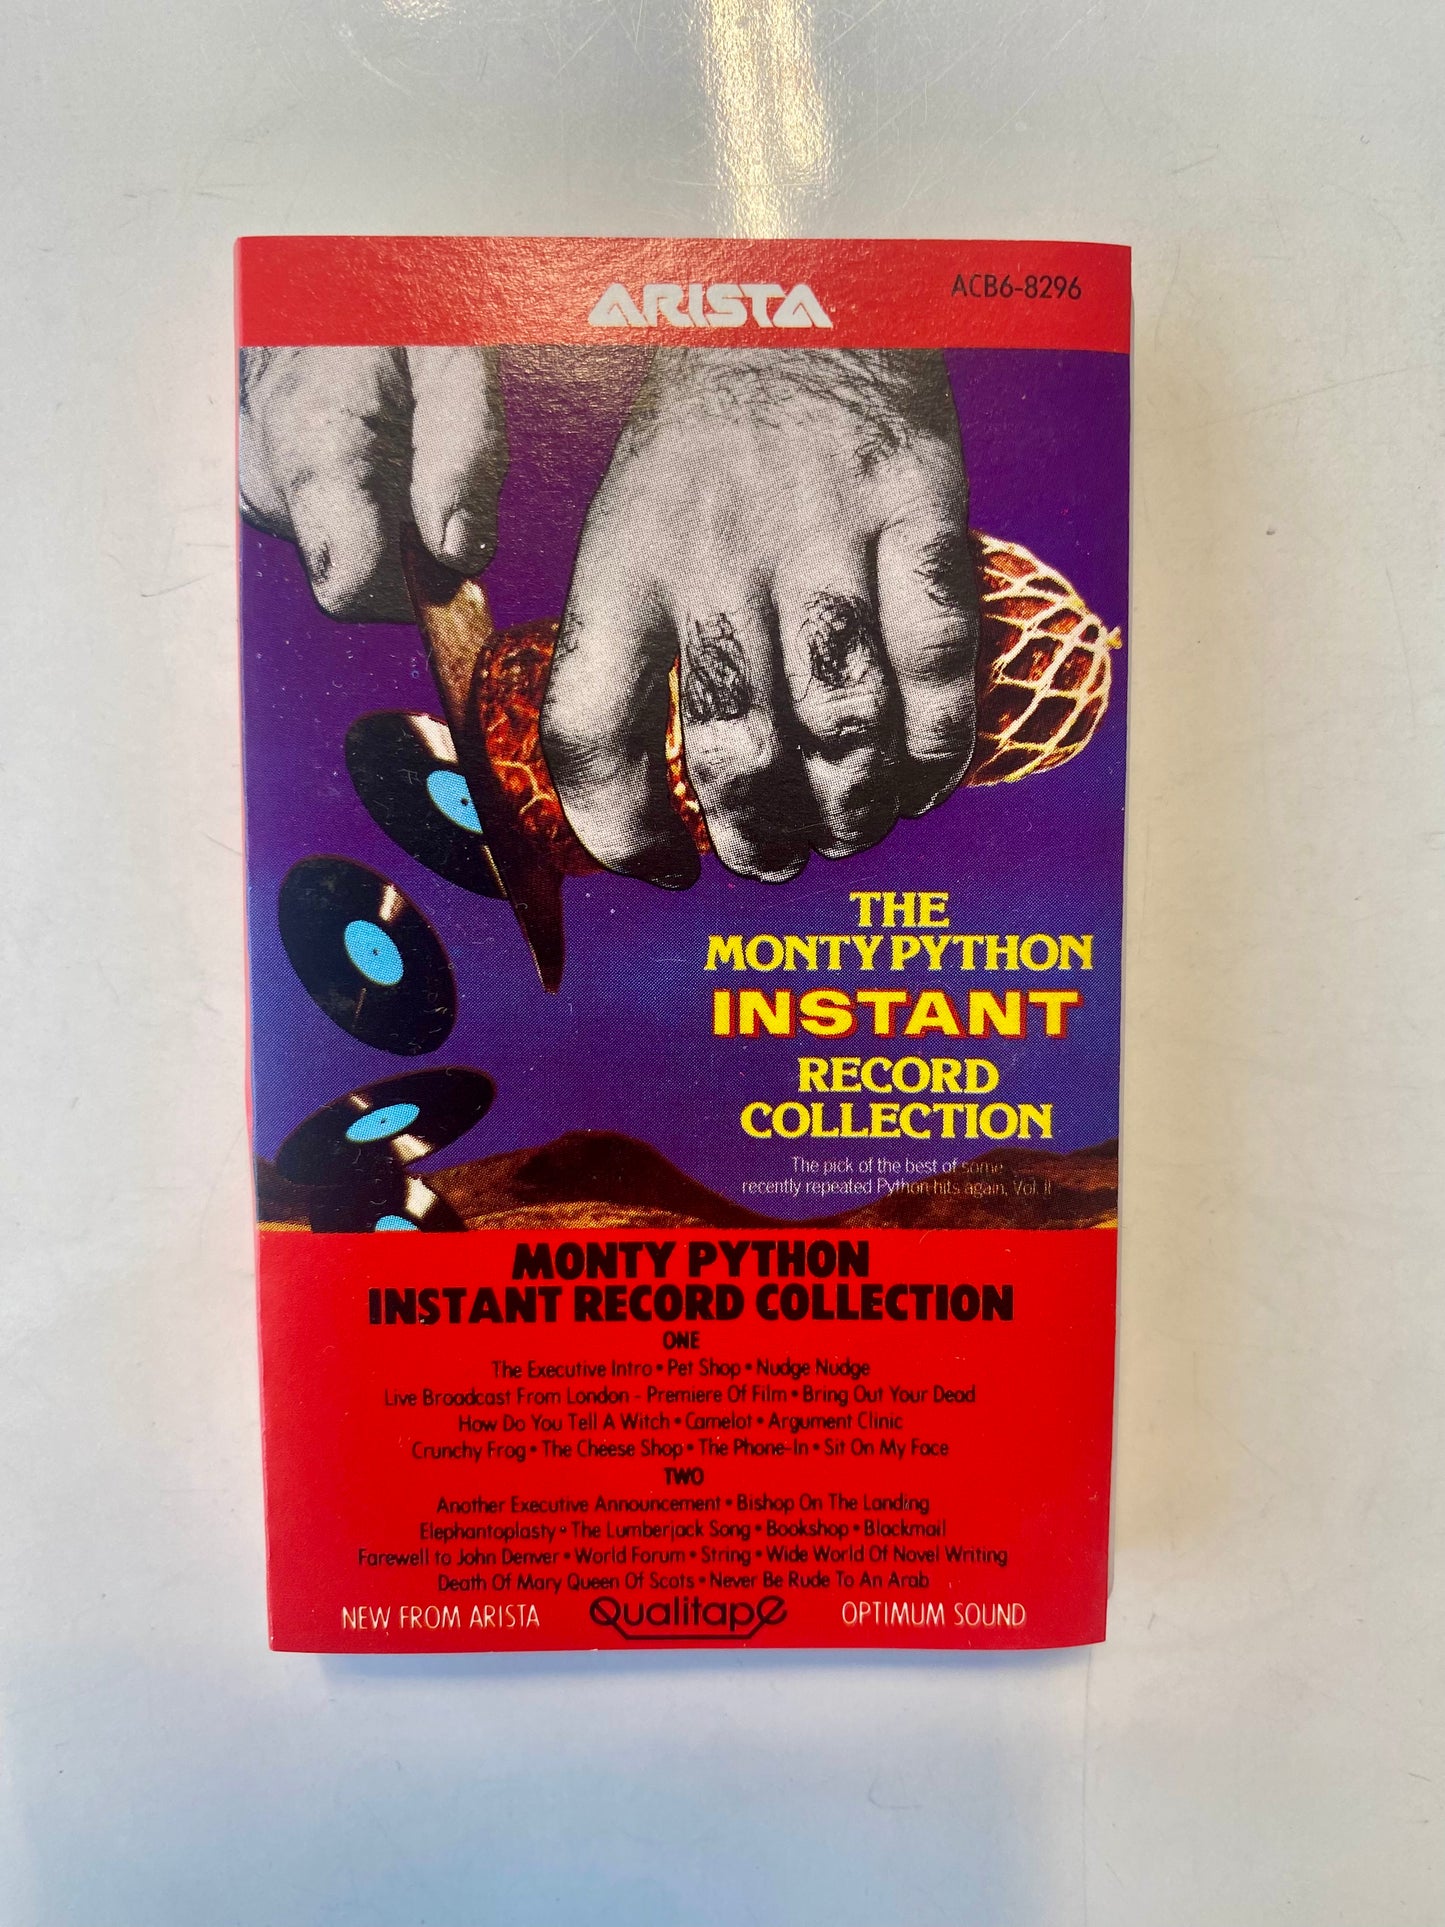 ARISTA
ACB6-8296
THE
MONTY PYTHON
INSTANT
RECORD
COLLECTION
The pick of the best of some
recently repeated Python hits again, Vol. II
MONTY PYTHON
INSTANT RECORD COLLECTION
ONE
The Executive Intro • Pet Shop • Nudge Nudge
Live Broadcast From London - Premiere Of Film • Bring Out Your Dead
How Do You Tell A Witch • Camelot • Argument Clinic
Crunchy Frog • The Cheese Shop • The Phone-In • Sit On My Face
TWO
Another Executive Announcement • Bishop On The Landing
Elephantoplasty • The Lumberjack Song • Bookshop • Blackmail
Farewell to John Denver • World Forum • String • Wide World Of Novel Writing
Death Of Mary Queen Of Scots • Never Be Rude To An Arab
NEW FROM ARISTA
Qualitape
OPTIMUM SOUND